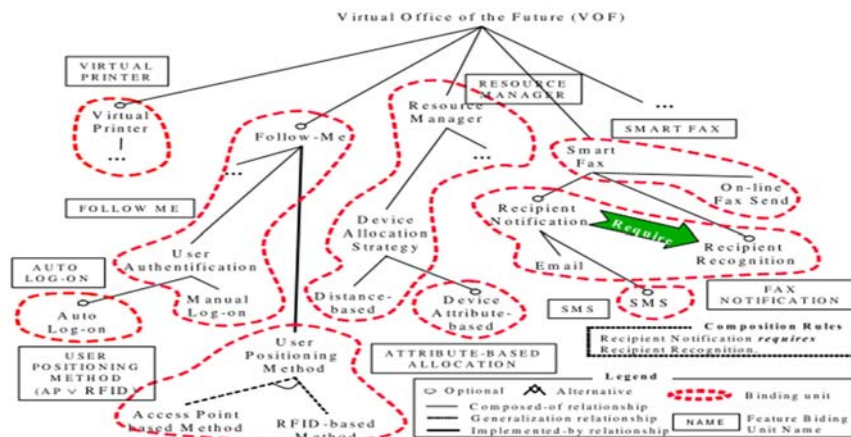 Virtual Office of the Future (VOF)
VIRTUAL
PRINTER
RESOURCE
MANAGER
Virtual
Printer
...
Follow-Me
...
Resource
Manager
...
...
SMART FAX
Smart
Fax
On-line
Fax Send
FOLLOW ME
Recipient
Notification
Require
Recipient
Recognition
Device
Allocation
Strategy
User
Authentification
Email
AUTO
LOG-ON
Auto
Log-on
Manual
Log-on
Distance-
based
Device
Attribute-
based
SMS
SMS
FAX
NOTIFICATION
USER
POSITIONING
METHOD
(AP ∨ RFID)
User
Positioning
Method
ATTRIBUTE-BASED
ALLOCATION
Composition Rules
Recipient Notification requires
Recipient Recognition.
Access Point
based Method
RFID-based
Method
Legend
Optional
Alternative
Binding unit
Composed-of relationship
Generalization relationship
Implemented-by relationship
NAME
Feature Biding
Unit Name